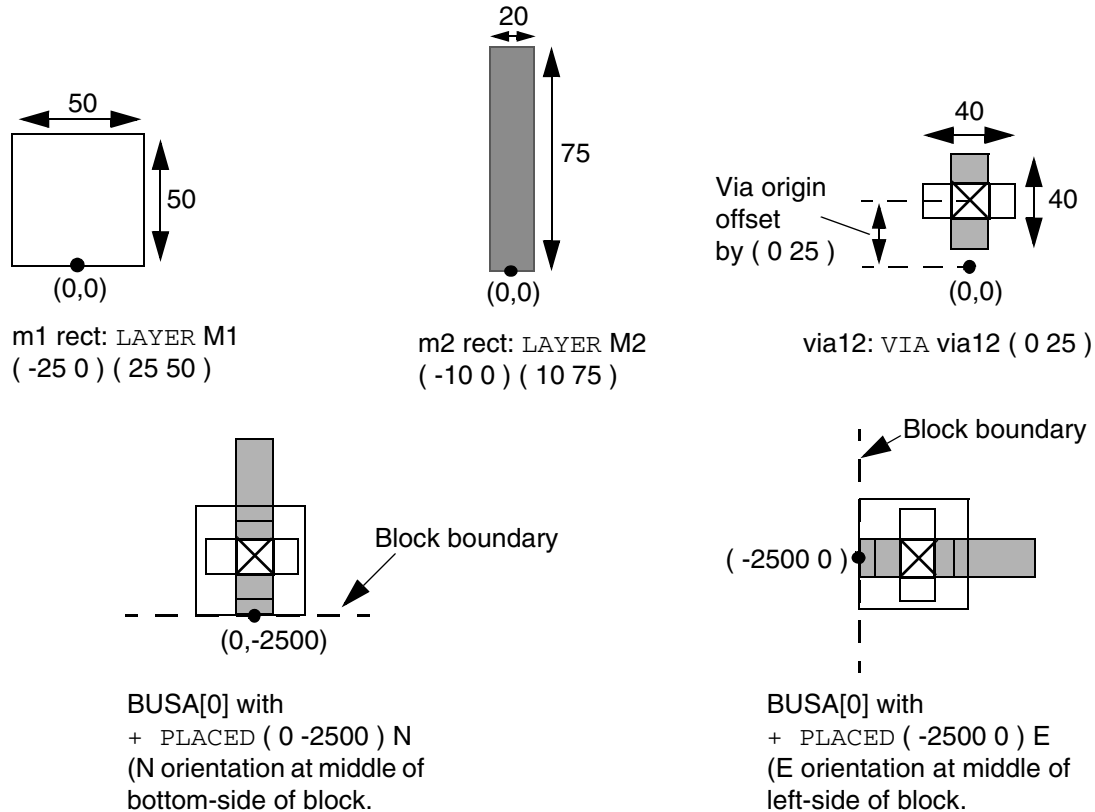 50
50
(0,0)
m1 rect: LAYER M1
( -25 0 ) ( 25 50 )
20
75
(0,0)
m2 rect: LAYER M2
( -10 0 ) ( 10 75 )
40
40
Via origin
offset
by ( 0 25 )
(0,0)
via12: VIA via12 ( 0 25 )
Block boundary
(0,-2500)
BUSA[0] with
+ PLACED ( 0 -2500 ) N
(N orientation at middle of
bottom-side of block.
Block boundary
( -2500 0 )
BUSA[0] with
+ PLACED ( -2500 0 ) E
(E orientation at middle of
left-side of block.